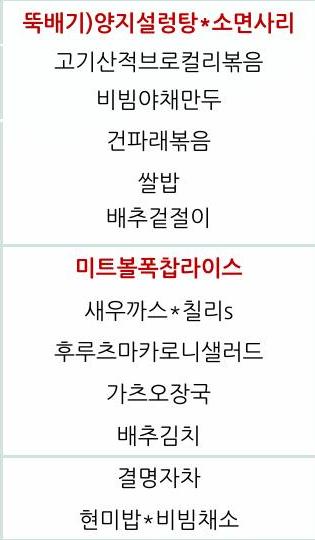 뚝배기)양지설렁탕*소면사리
고기산적브로컬리볶음
비빔야채만두
건파래볶음
쌀밥
배추겉절이
미트볼폭찹라이스
새우까스*칠리s
후루츠마카로니샐러드
가츠오장국
배추김치
결명자차
현미밥*비빔채소